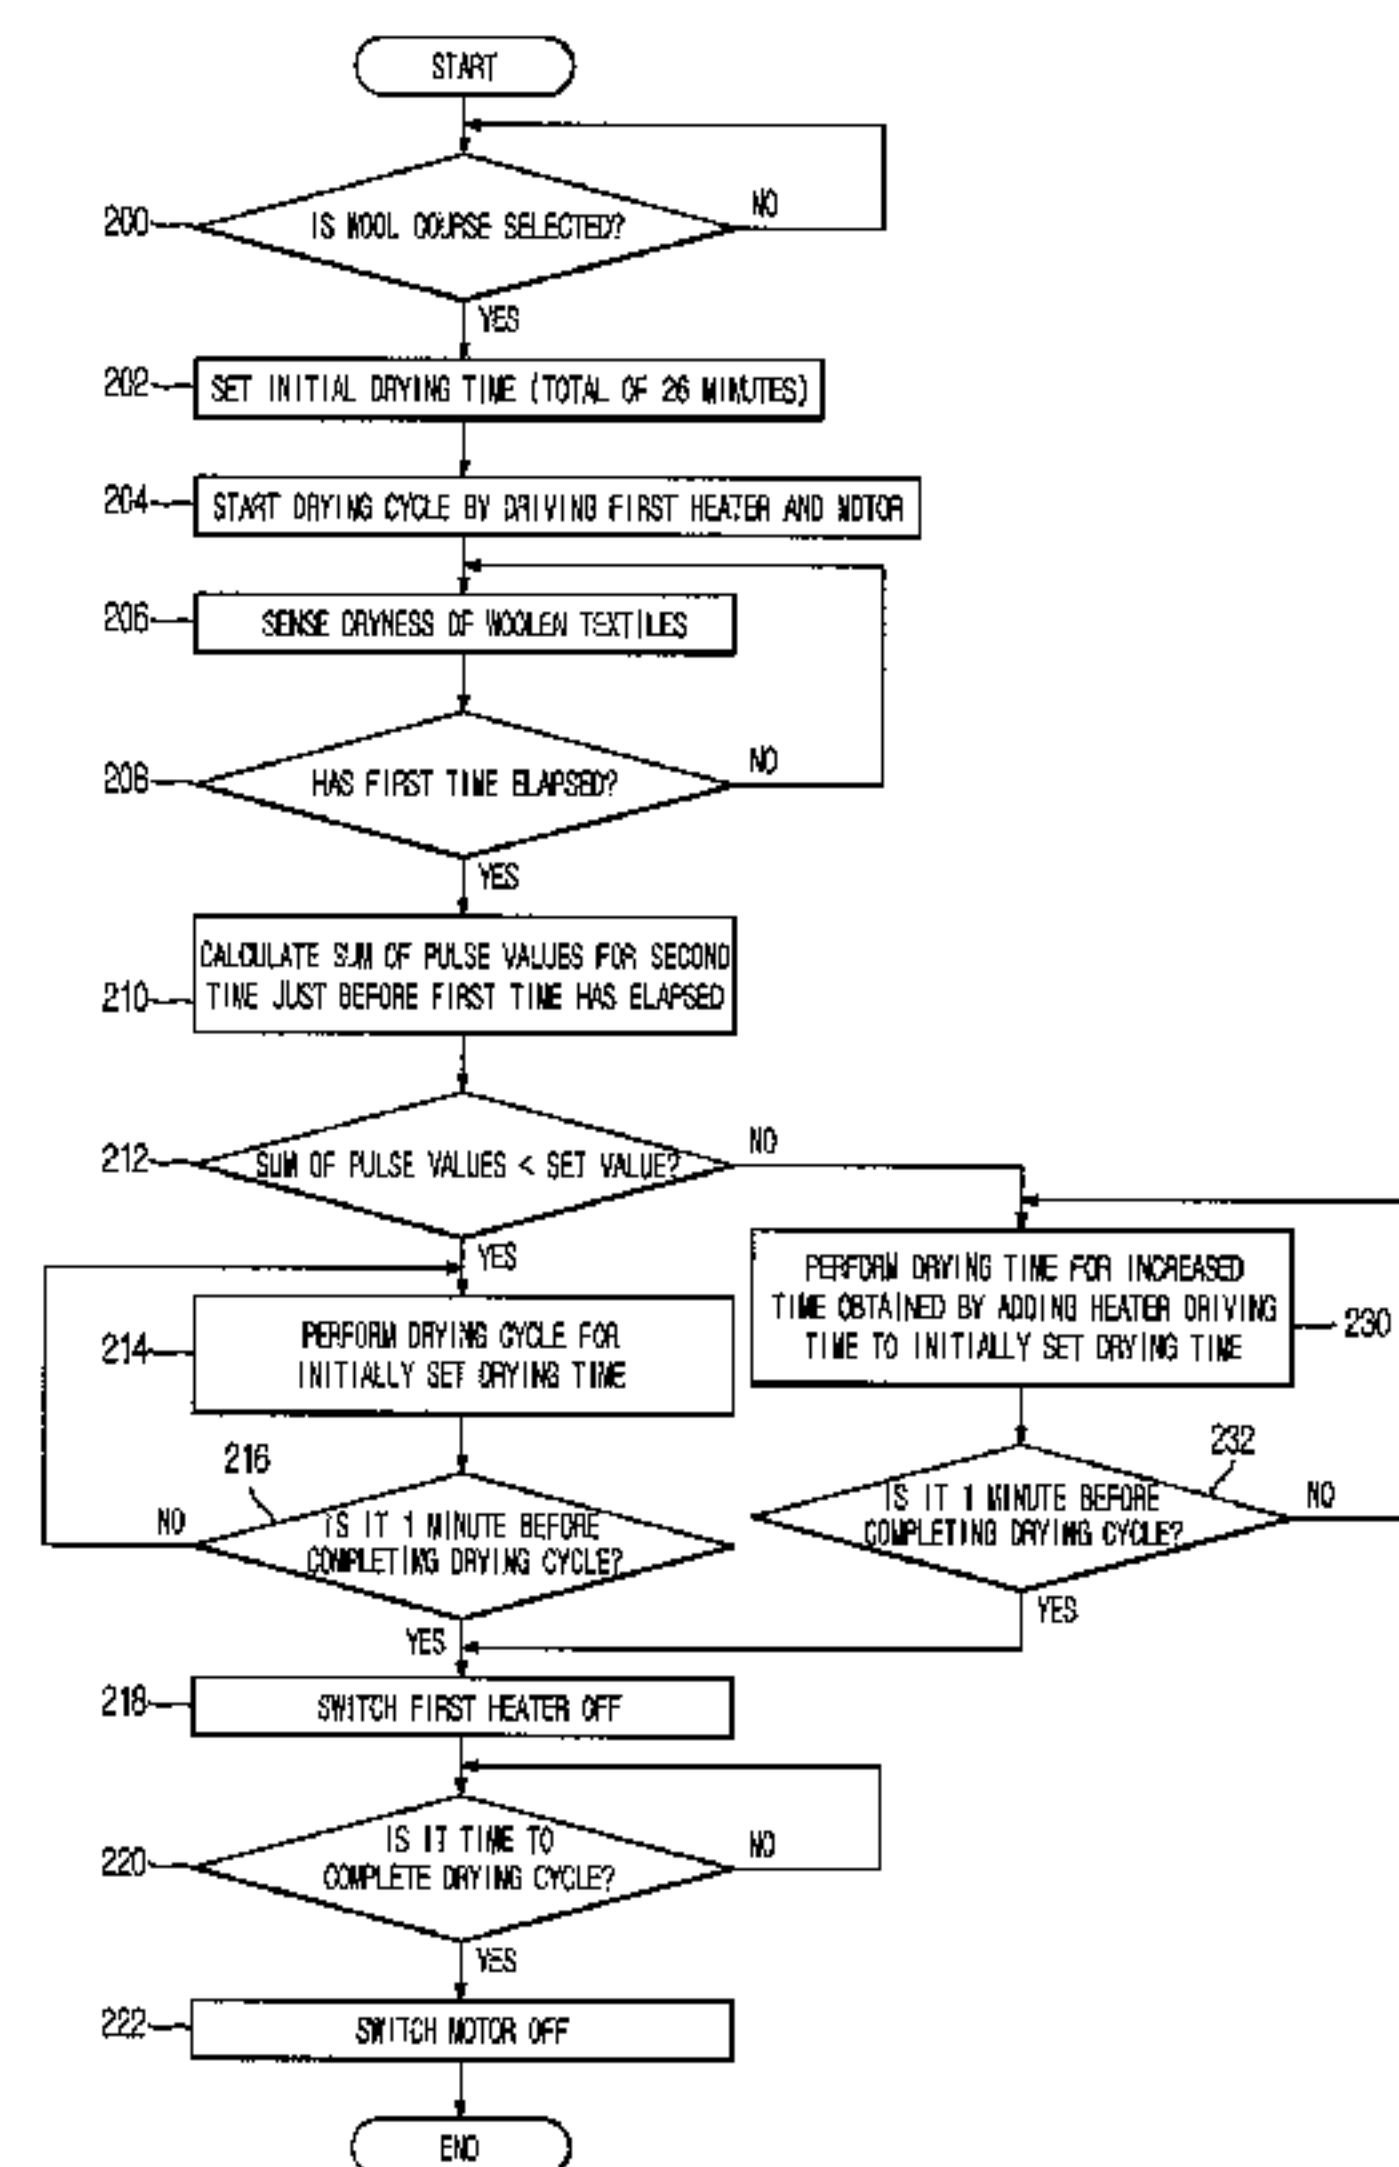 START
200
IS WOOL COURSE SELECTED?
NO
YES
202
SET INITIAL DRYING TIME (TOTAL OF 26 MINUTES)
204
START DRYING CYCLE BY DRIVING FIRST HEATER AND MOTOR
206
SENSE DRYNESS OF WOOLEN TEXTILES
208
HAS FIRST TIME ELAPSED?
NO
YES
210
CALCULATE SUM OF PULSE VALUES FOR SECOND
TIME JUST BEFORE FIRST TIME HAS ELAPSED
212
SUM OF PULSE VALUES < SET VALUE?
NO
YES
214
PERFORM DRYING CYCLE FOR
INITIALLY SET DRYING TIME
PERFORM DRYING TIME FOR INCREASED
TIME OBTAINED BY ADDING HEATER DRIVING
TIME TO INITIALLY SET DRYING TIME
230
216
IS IT 1 MINUTE BEFORE
COMPLETING DRYING CYCLE?
NO
YES
232
IS IT 1 MINUTE BEFORE
COMPLETING DRYING CYCLE?
NO
YES
218
SWITCH FIRST HEATER OFF
220
IS IT TIME TO
COMPLETE DRYING CYCLE?
NO
YES
222
SWITCH MOTOR OFF
END